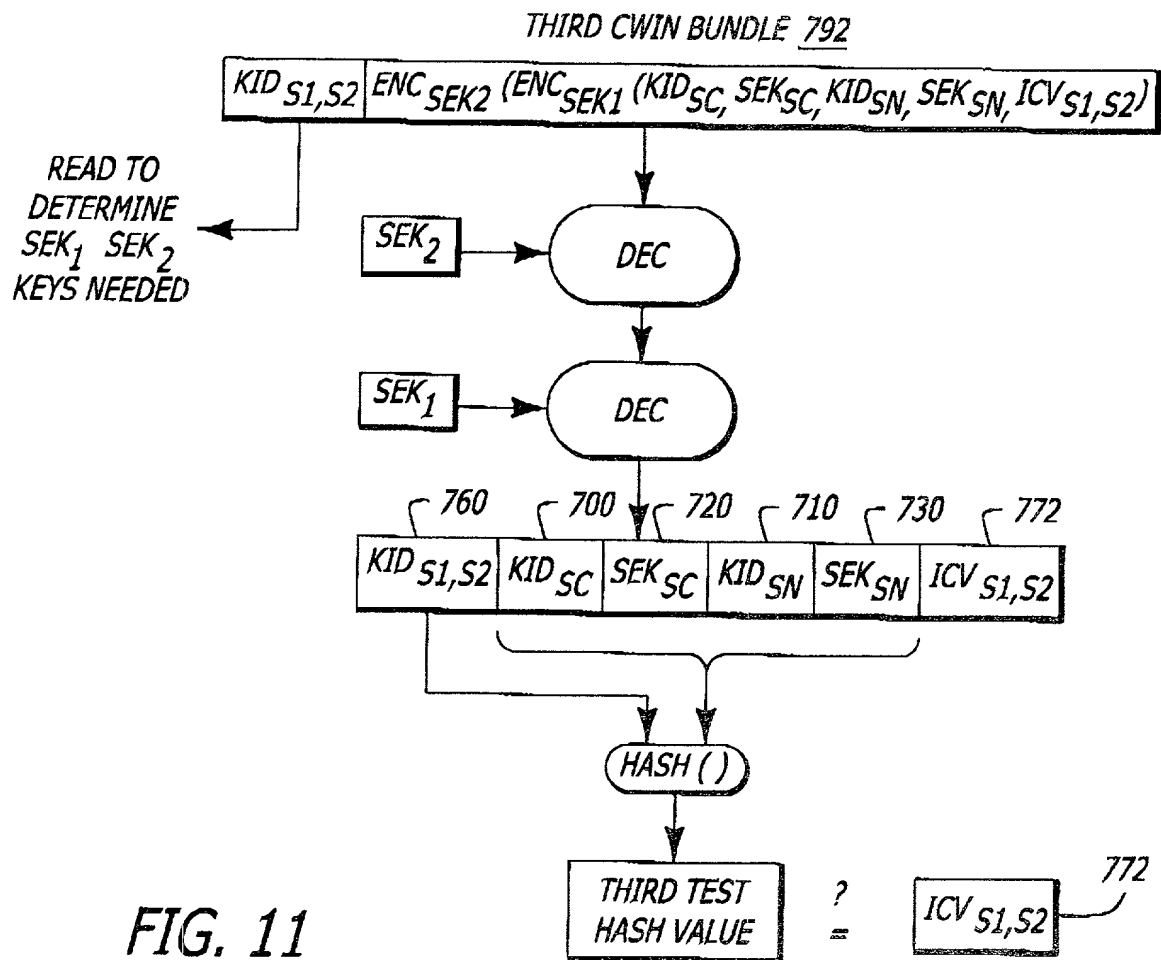 THIRD CWIN BUNDLE 792
KID S1,S2 ENC SEK2 (ENC SEK1 (KID SC, SEK SC, KID SN, SEK SN, ICV S1,S2)
READ TO
DETERMINE
SEK1 SEK2
KEYS NEEDED
SEK2
DEC
SEK1
DEC
760 700 720 710 730 772
KID S1,S2 KID SC SEK SC KID SN SEK SN ICV S1,S2
HASH ( )
THIRD TEST
HASH VALUE
?
=
ICV S1,S2
772
FIG. 11